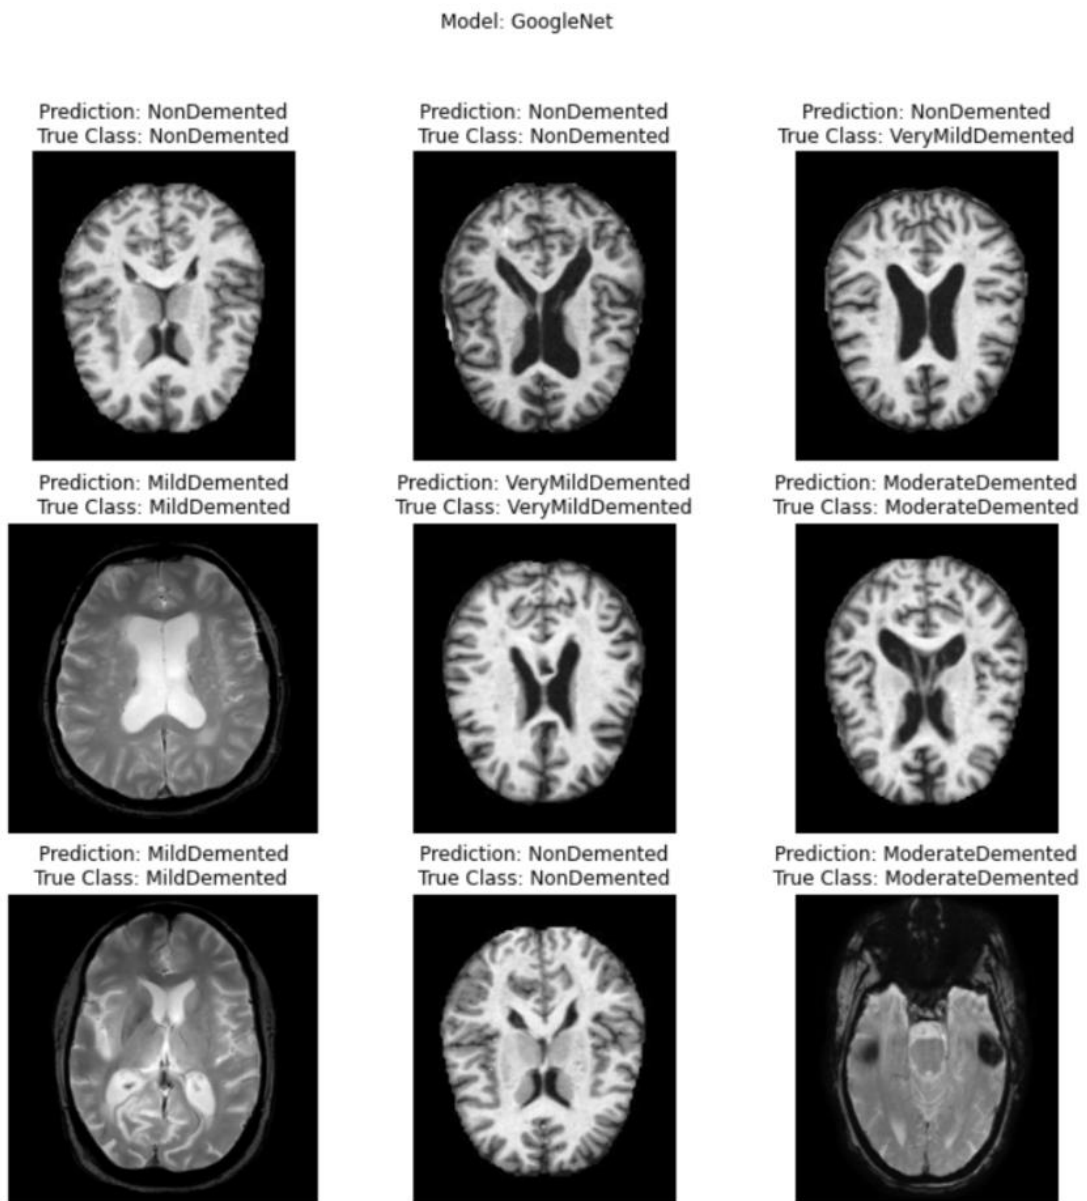 Model: GoogleNet
Prediction: NonDemented
True Class: NonDemented
Prediction: NonDemented
True Class: NonDemented
Prediction: NonDemented
True Class: VeryMildDemented
Prediction: MildDemented
True Class: MildDemented
Prediction: VeryMildDemented
True Class: VeryMildDemented
Prediction: ModerateDemented
True Class: ModerateDemented
Prediction: MildDemented
True Class: MildDemented
Prediction: NonDemented
True Class: NonDemented
Prediction: ModerateDemented
True Class: ModerateDemented